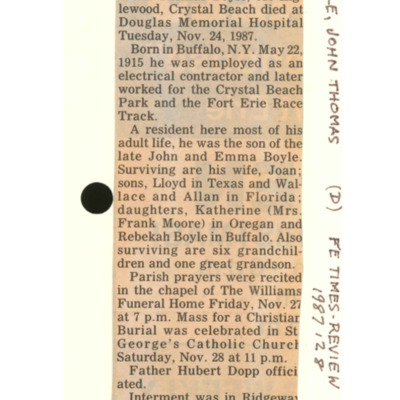 lewood, Crystal Beach died at
Douglas Memorial Hospital
Tuesday, Nov. 24, 1987.
Born in Buffalo, N.Y. May 22,
1915 he was employed as an
electrical contractor and later
worked for the Crystal Beach
Park and the Fort Erie Race
Track.
A resident here most of his
adult life, he was the son of the
late John and Emma Boyle.
Surviving are his wife, Joan;
sons, Lloyd in Texas and Wal-
lace and Allan in Florida;
daughters, Katherine (Mrs.
Frank Moore) in Oregan and
Rebekah Boyle in Buffalo. Also
surviving are six grandchil-
dren and one great grandson.
Parish prayers were recited
in the chapel of The Williams
Funeral Home Friday, Nov. 27
at 7 p.m. Mass for a Christian
Burial was celebrated in St
George's Catholic Church
Saturday, Nov. 28 at 11 p.m.
Father Hubert Dopp offici
ated.
Interment was in Ridgeway
LE, JOHN THOMAS (D) FE TIMES-REVIEW
1987 12 8